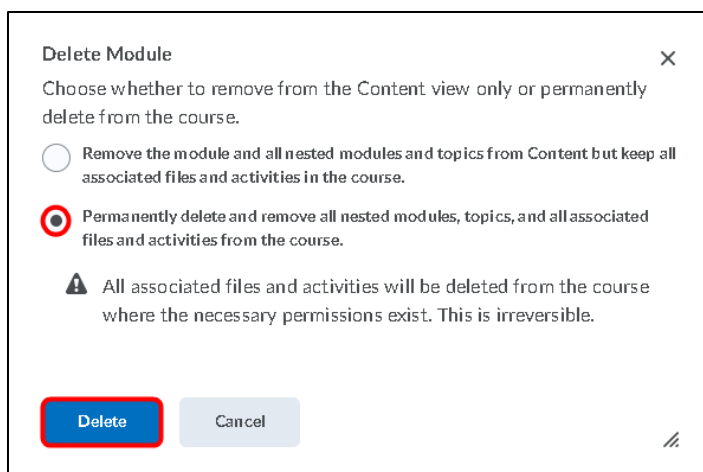 Delete Module
Choose whether to remove from the Content view only or permanently
delete from the course.
Remove the module and all nested modules and topics from Content but keep all
associated files and activities in the course.
Permanently delete and remove all nested modules, topics, and all associated
files and activities from the course.
All associated files and activities will be deleted from the course
where the necessary permissions exist. This is irreversible.
Delete
Cancel